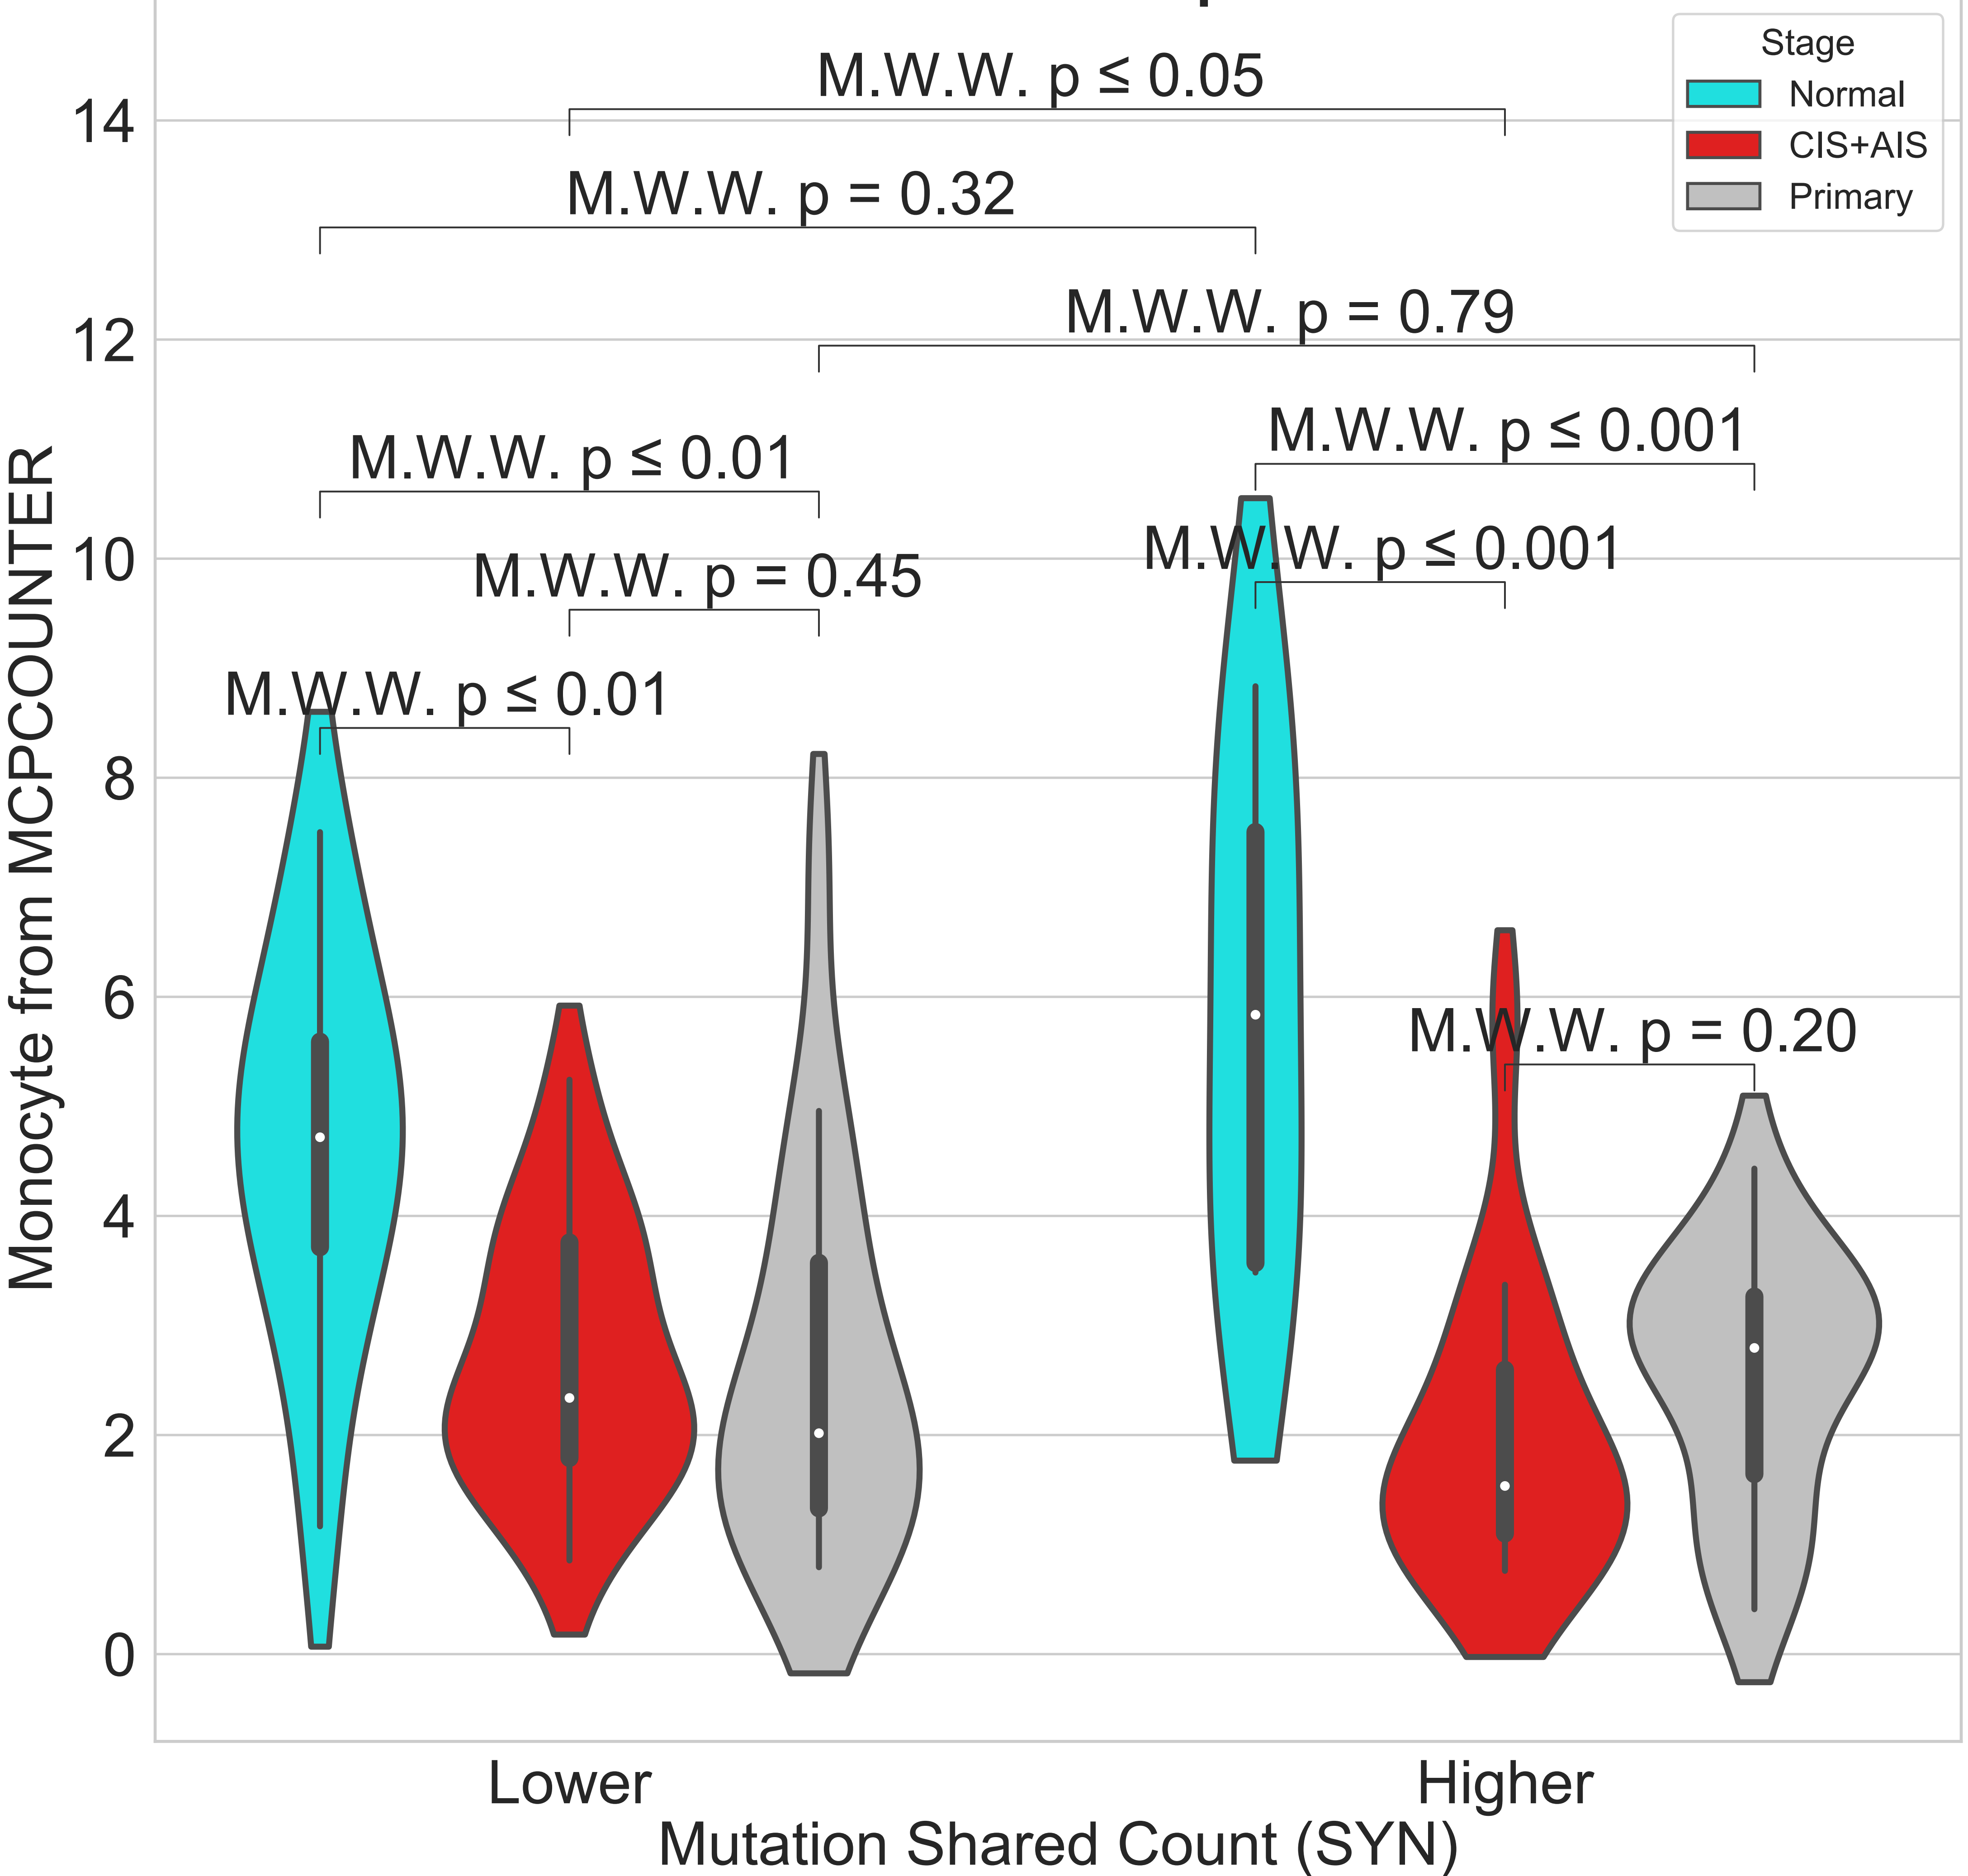 Stage
Normal
CIS+AIS
Primary
M.W.W. p ≤ 0.05
M.W.W. p = 0.32
M.W.W. p = 0.79
M.W.W. p ≤ 0.01
M.W.W. p ≤ 0.001
M.W.W. p = 0.45
M.W.W. p ≤ 0.001
M.W.W. p ≤ 0.01
M.W.W. p = 0.20
14
12
10
8
6
4
2
0
Monocyte from MCPCOUNTER
Lower
Higher
Mutation Shared Count (SYN)